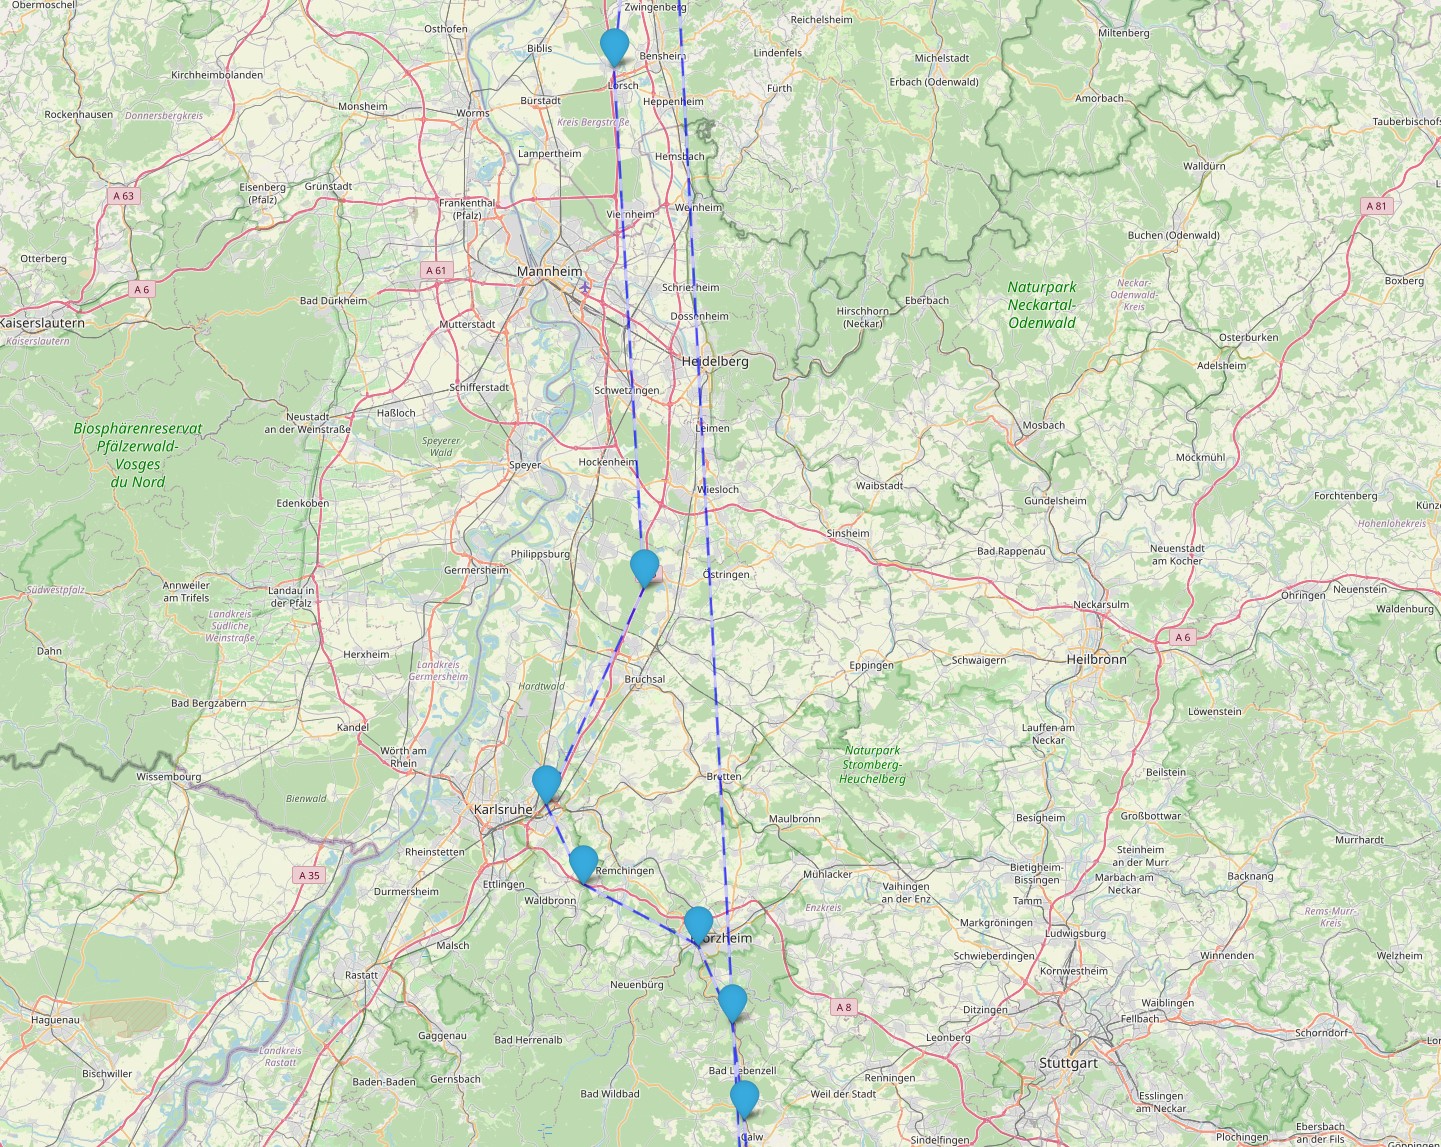 Obermoschel
Zwingenberg
Osthofen
Reichelsheim
Miltenberg
Biblis
Bensheim
Lindenfels
Michelstadt
Kirchheimbolanden
Lorsch
Fürth
Erbach (Odenwald)
Rockenhausen
Donnersbergkreis
Monsheim
Worms
Bürstadt
Heppenheim
Amorbach
Kreis Bergstraße
Tauberbischofs
Lampertheim
Hemsbach
Walldürn
A 63
Eisenberg
(Pfalz)
Grünstadt
Frankenthal
(Pfalz)
Viernheim
Weinheim
A 81
Otterberg
Buchen (Odenwald)
A 61
Mannheim
A 6
Bad Dürkheim
Schriesheim
Naturpark
Neckartal-
Odenwald
Neckar-
Odenwald-
Kreis
Boxberg
Eberbach
Kaiserslautern
Kaiserslautern
Mutterstadt
Dossenheim
Hirschhorn
(Neckar)
Osterburken
Heidelberg
Adelsheim
Schifferstadt
Schwetzingen
Haßloch
Neustadt
an der Weinstraße
Biosphärenreservat
Pfälzerwald-
Vosges
du Nord
Speyerer
Wald
Leimen
Mosbach
Speyer
Hockenheim
Möckmühl
Edenkoben
Wiesloch
Waibstadt
Gundelsheim
Forchtenberg
Künze
Hohenlohekreis
Sinsheim
Philippsburg
Bad Rappenau
Neuenstadt
am Kocher
Germersheim
Östringen
Südwestpfalz
Annweiler
am Trifels
Landau in
der Pfalz
Neckarsulm
Öhringen
Neuenstein
Waldenburg
Landkreis
Südliche
Weinstraße
A 6
Dahn
Herxheim
Landkreis
Germersheim
Eppingen
Schwaigern
Heilbronn
Bruchsal
Hardtwald
Bad Bergzabern
Löwenstein
Kandel
Lauffen am
Neckar
Wörth am
Rhein
Naturpark
Stromberg-
Heuchelberg
Wissembourg
Bretten
Beilstein
Bienwald
Karlsruhe
Maulbronn
Besigheim
Großbottwar
Murrhardt
Rheinstetten
Steinheim
an der Murr
A 35
Remchingen
Mühlacker
Bietigheim-
Bissingen
Marbach am
Neckar
Backnang
Durmersheim
Ettlingen
Waldbronn
Vaihingen
an der Enz
Tamm
Enzkreis
Markgröningen
Rems-Murr-
Kreis
Pforzheim
Ludwigsburg
Malsch
Schwieberdingen
Winnenden
Welzheim
Rastatt
Neuenbürg
Kornwestheim
Waiblingen
Haguenau
A 8
Ditzingen
Fellbach
Schorndorf
Gaggenau
Bad Herrenalb
Leonberg
Landkreis
Rastatt
Stuttgart
Bischwiller
Bad Liebenzell
Baden-Baden
Gernsbach
Renningen
Bad Wildbad
Weil der Stadt
Esslingen
am Neckar
Calw
Sindelfingen
Plochingen
Ebersbach
an der Fils
Göppingen